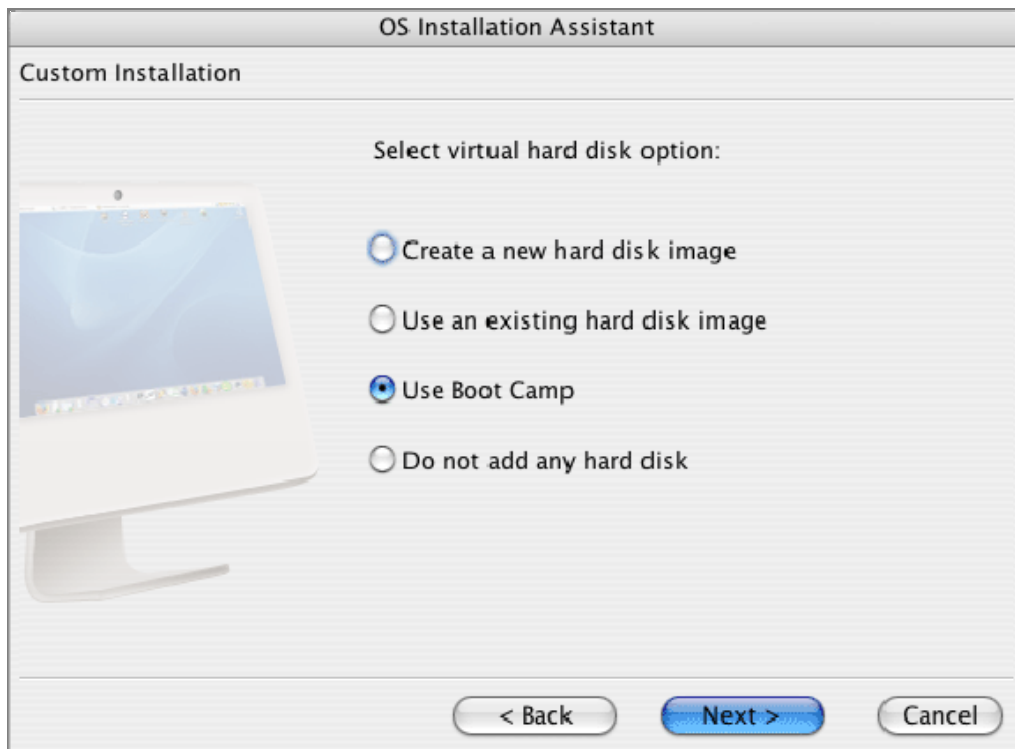 OS Installation Assistant
Custom Installation
Select virtual hard disk option:
Create a new hard disk image
Use an existing hard disk image
Use Boot Camp
Do not add any hard disk
< Back
Next >
Cancel